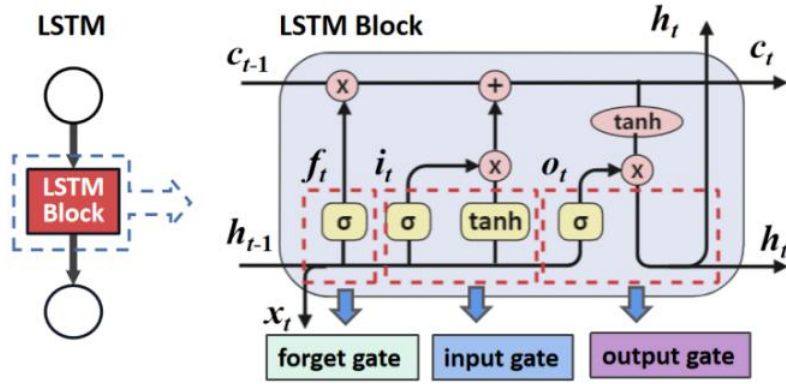 LSTM
LSTM Block
h_t
c_{t-1}
c_t
x
+
tanh
f_t
i_t
x
o_t
x
LSTM
Block
σ
σ
tanh
σ
h_{t-1}
h_t
x_t
forget gate
input gate
output gate